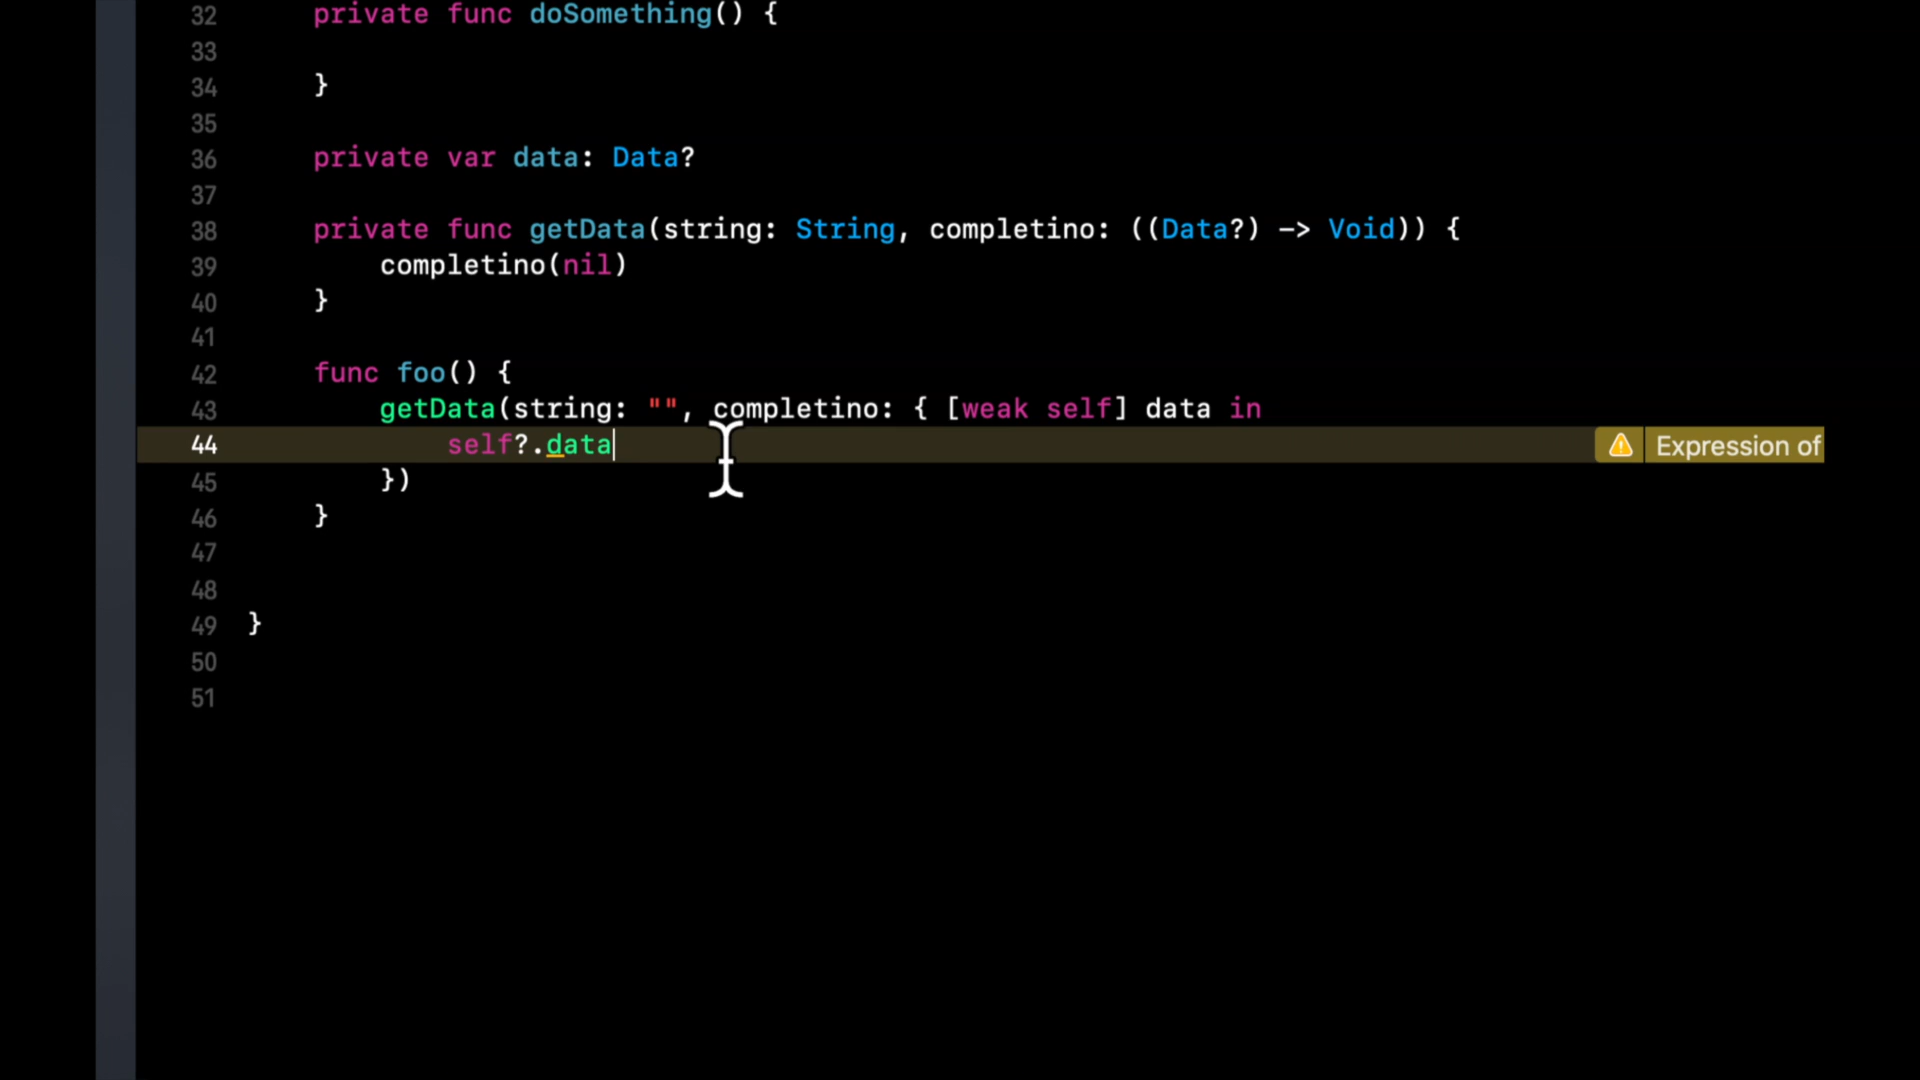 32 private func doSomething() {
33
34 }
35
36 private var data: Data?
37
38 private func getData(string: String, completino: ((Data?) -> Void)) {
39 completino(nil)
40 }
41
42 func foo() {
43 getData(string: "", completino: { [weak self] data in
44 self?.data Expression of
45 })
46 }
47
48
49 }
50
51